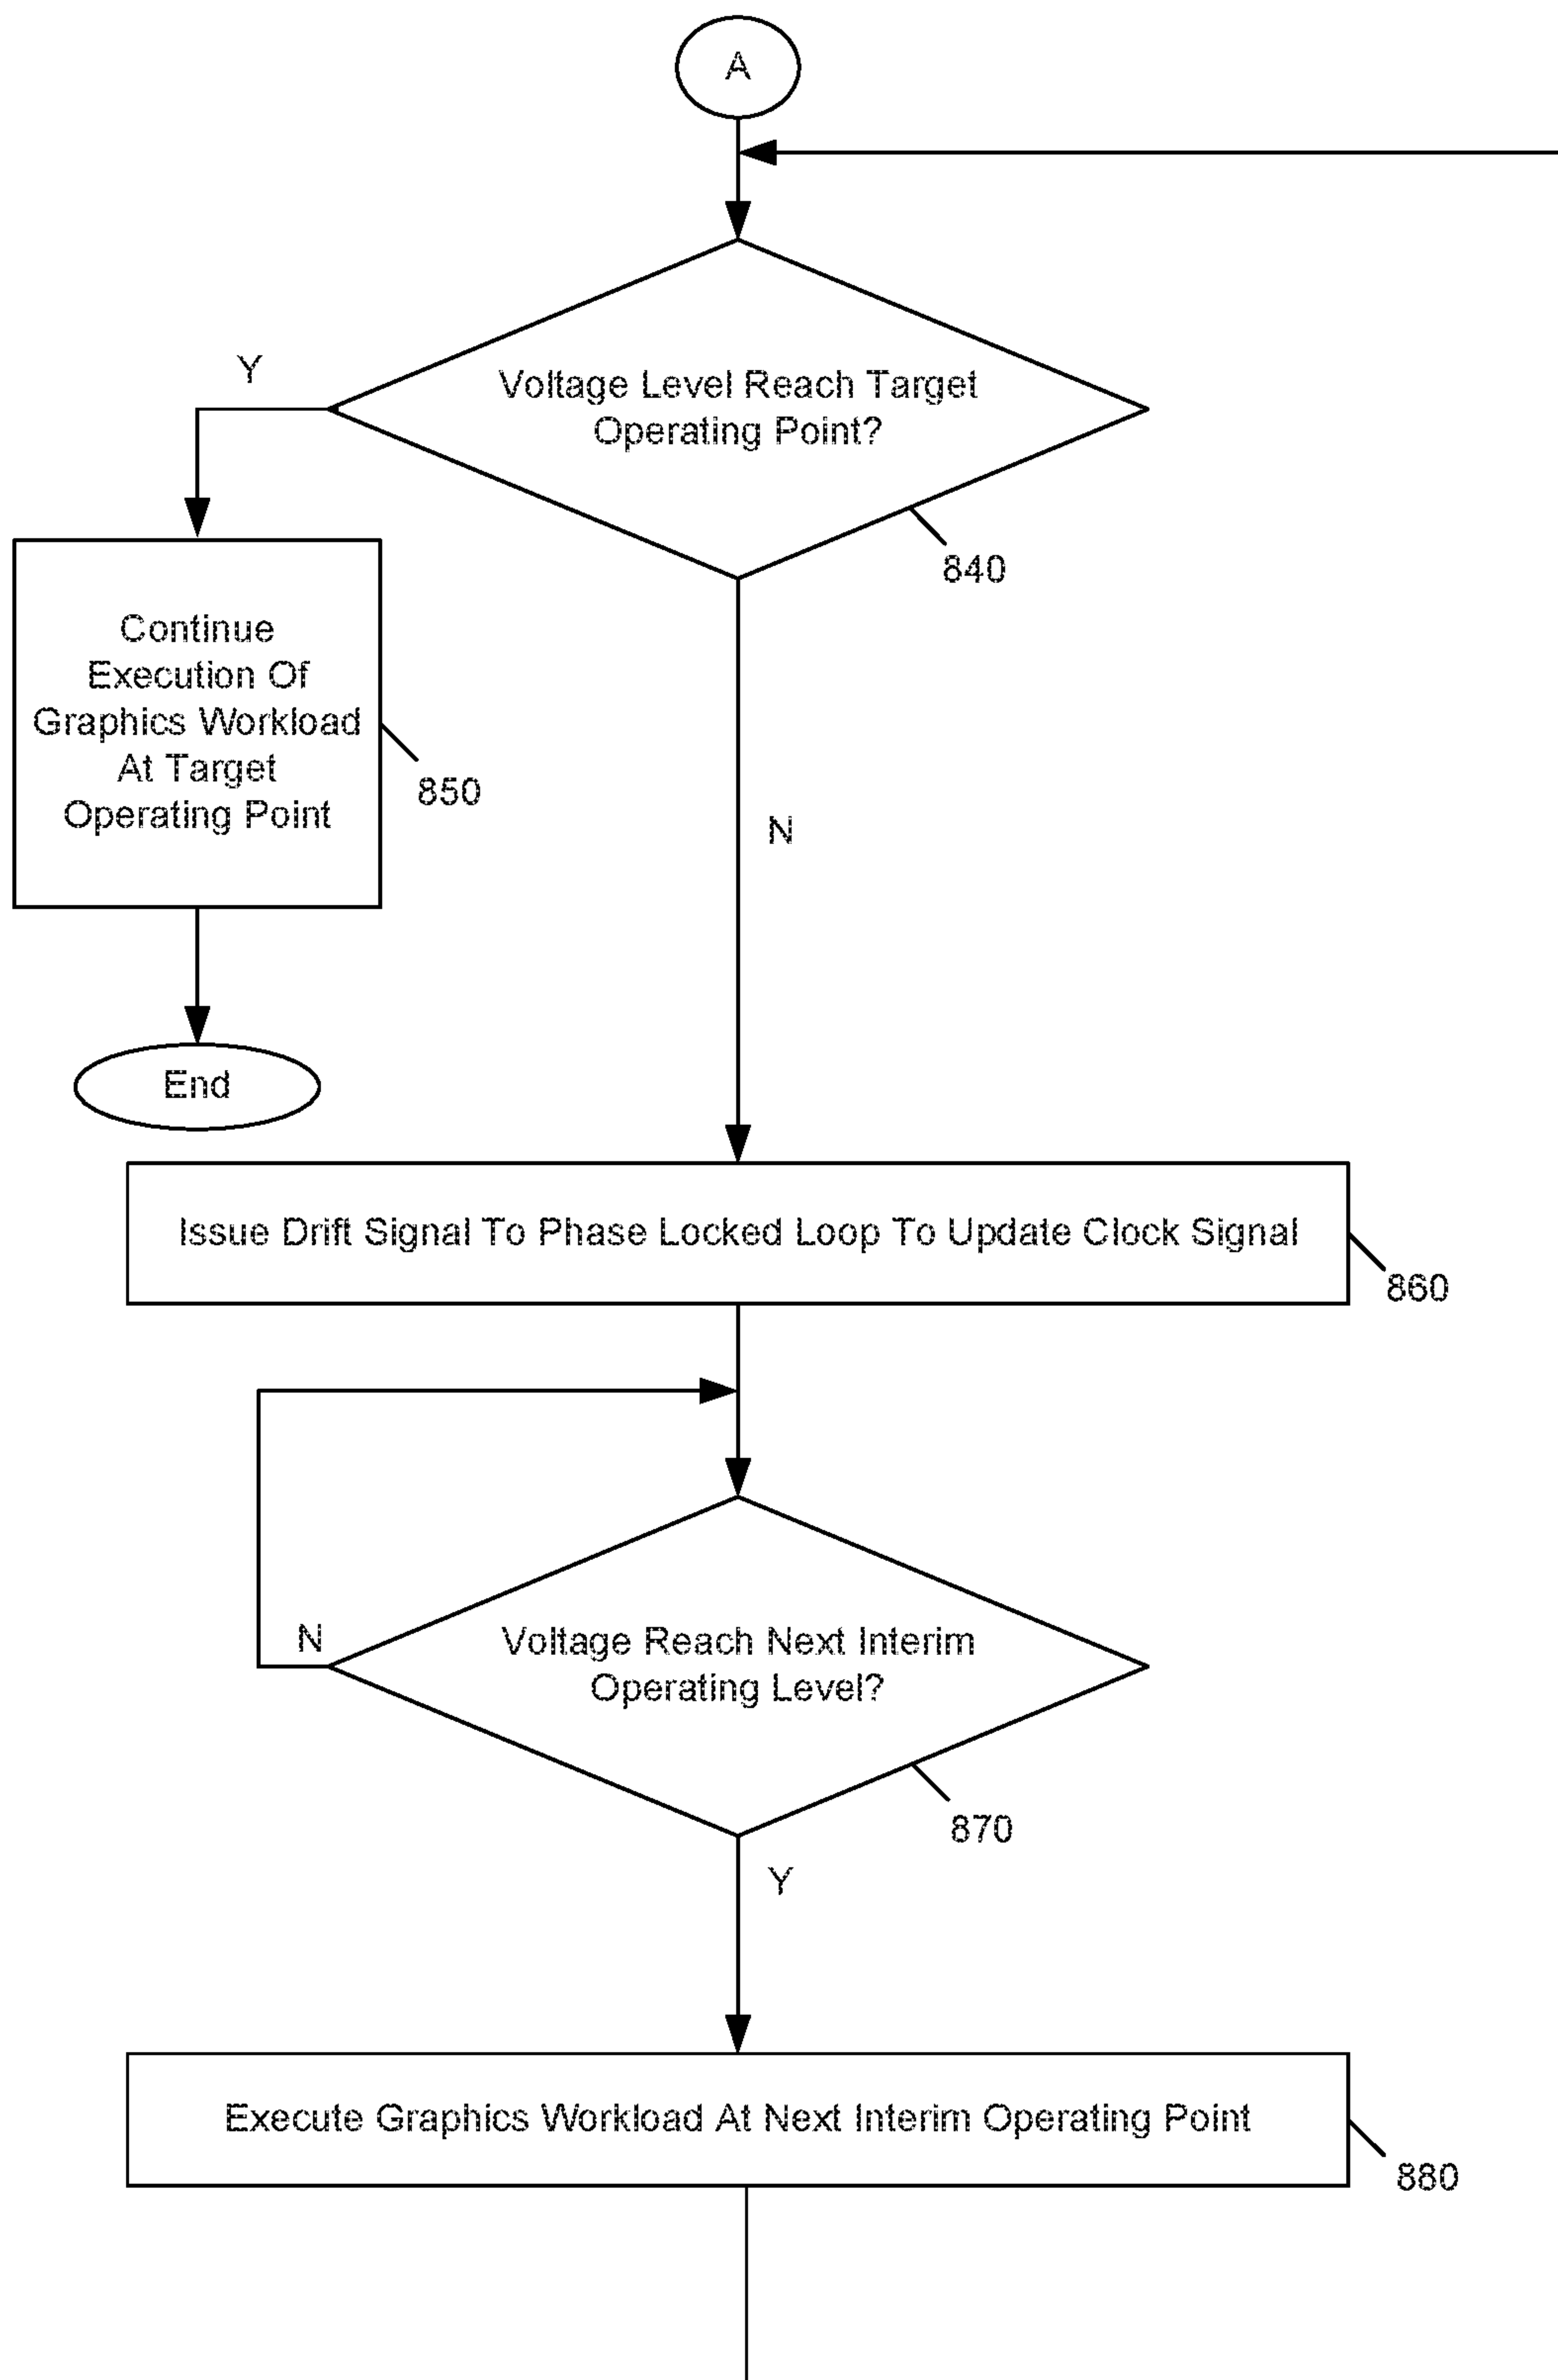 A
Voltage Level Reach Target
Operating Point?
Y
840
Continue
Execution Of
Graphics Workload
At Target
Operating Point
850
N
End
Issue Drift Signal To Phase Locked Loop To Update Clock Signal
860
N
Voltage Reach Next Interim
Operating Level?
870
Y
Execute Graphics Workload At Next Interim Operating Point
880